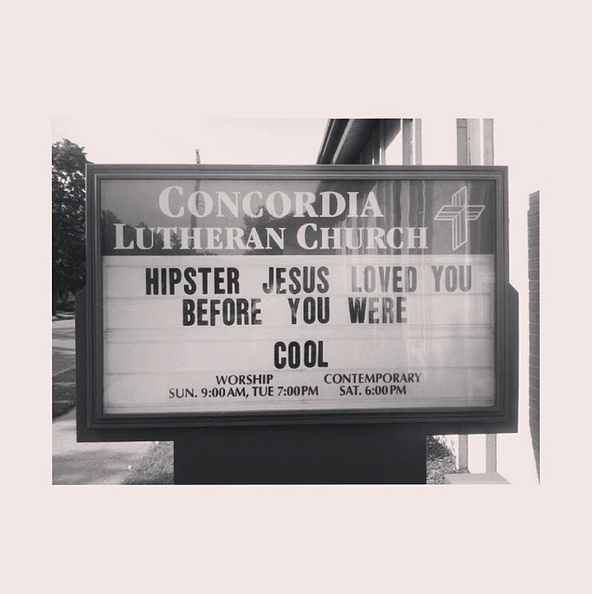 CONCORDIA
LUTHERAN CHURCH
HIPSTER JESUS LOVED YOU
BEFORE YOU WERE
COOL
WORSHIP CONTEMPORARY
SUN. 9:00 AM, TUE 7:00 PM SAT. 6:00 PM